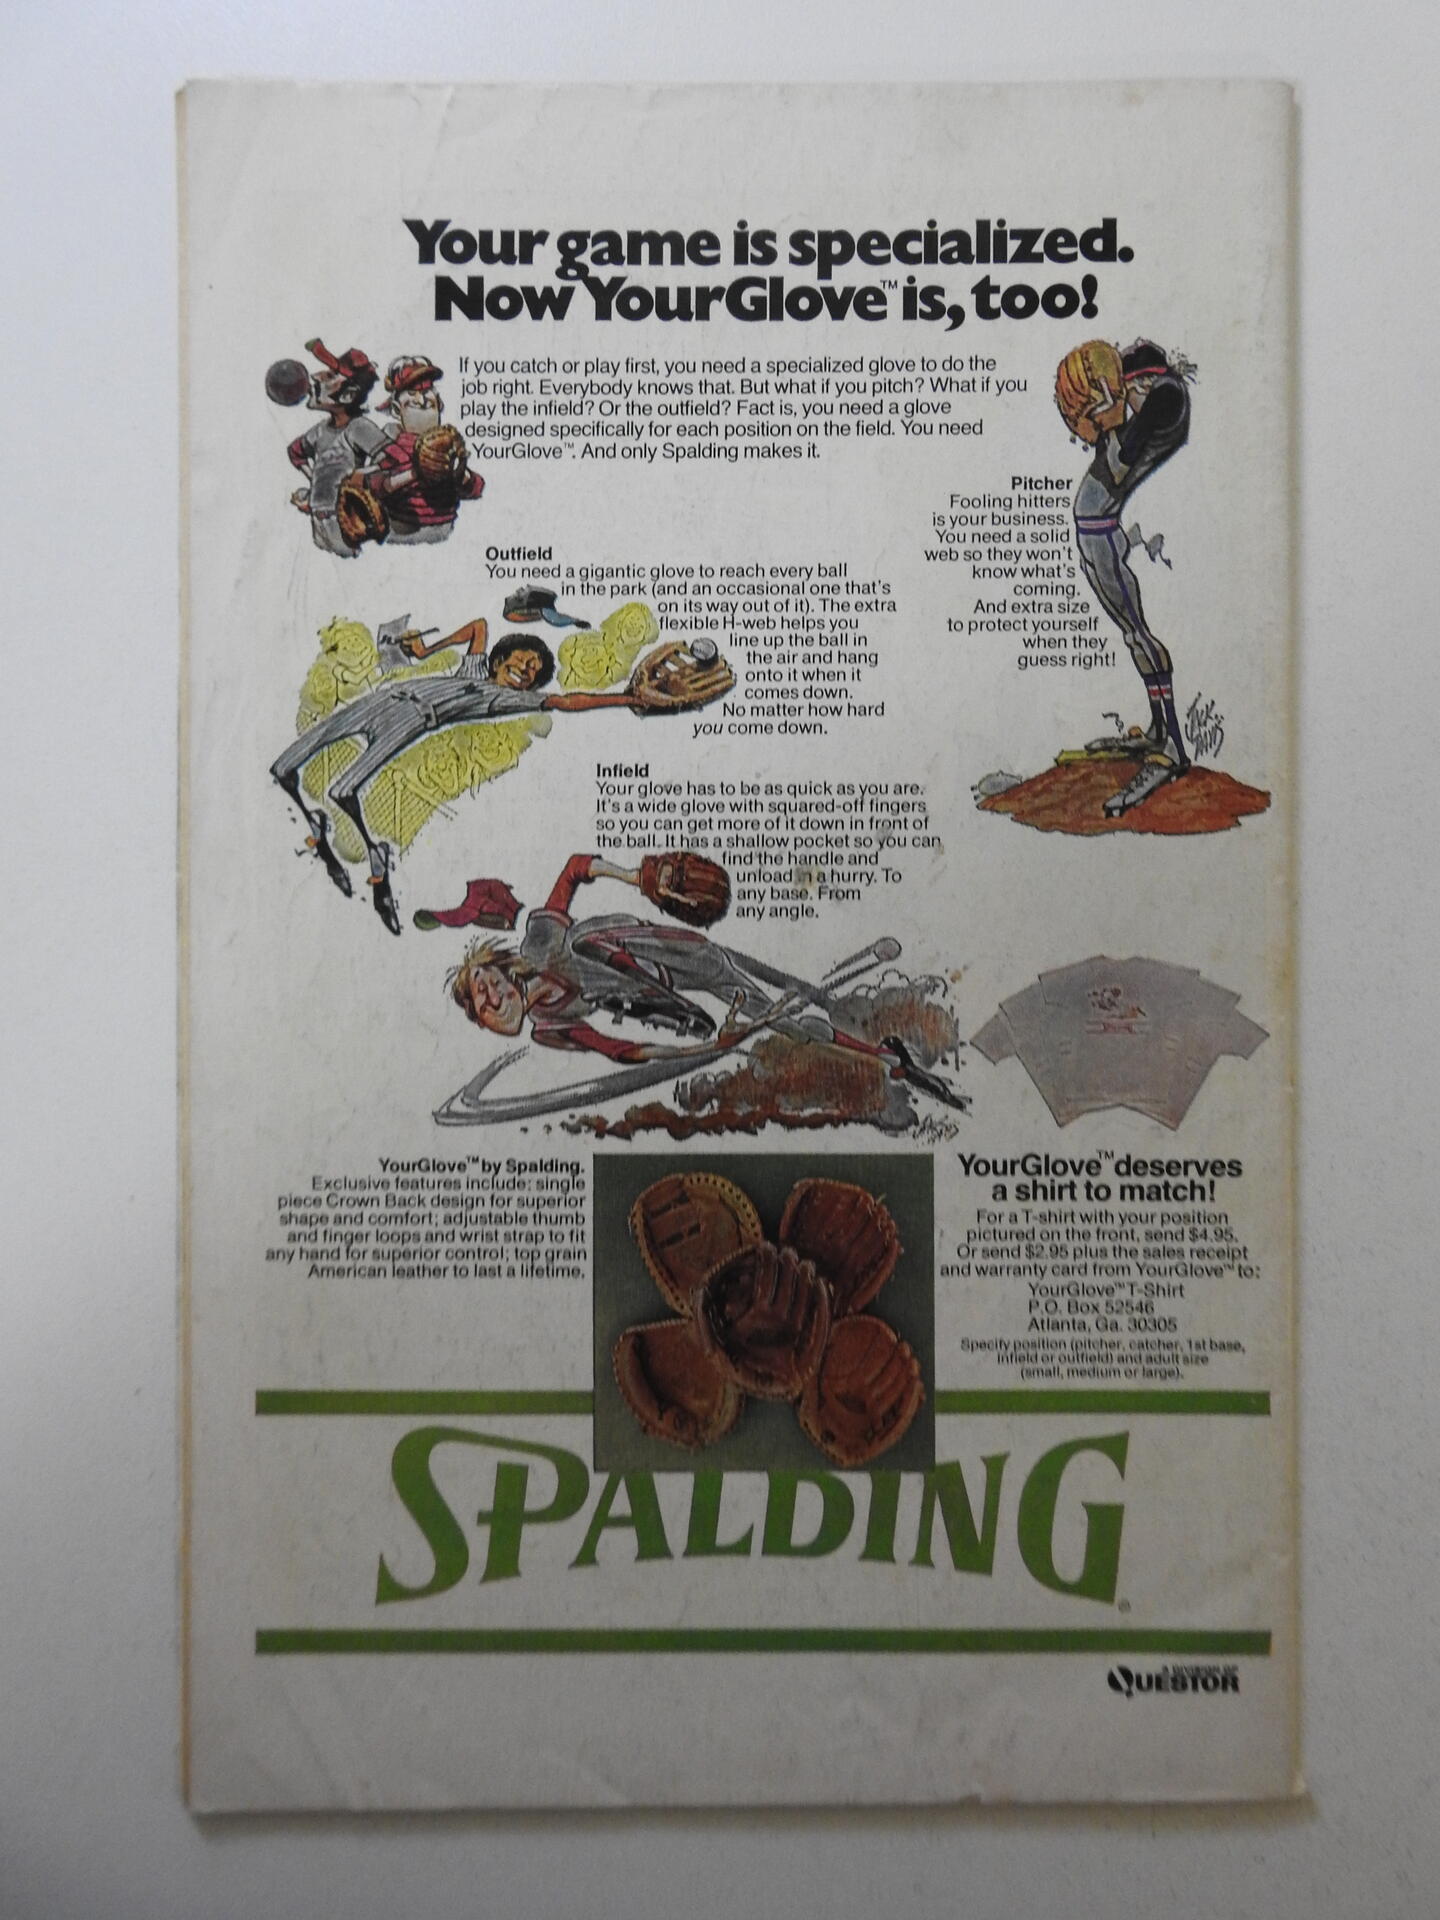 Your game is specialized.
Now YourGlove™ is, too!
If you catch or play first, you need a specialized glove to do the
job right. Everybody knows that. But what if you pitch? What if you
play the infield? Or the outfield? Fact is, you need a glove
designed specifically for each position on the field. You need
YourGlove™. And only Spalding makes it.
Pitcher
Fooling hitters
is your business.
You need a solid
web so they won't
know what's
coming.
And extra size
to protect yourself
when they
guess right!
JACK DAVIS
Outfield
You need a gigantic glove to reach every ball
in the park (and an occasional one that's
on its way out of it). The extra
flexible H-web helps you
line up the ball in
the air and hang
onto it when it
comes down.
No matter how hard
you come down.
Infield
Your glove has to be as quick as you are.
It's a wide glove with squared-off fingers
so you can get more of it down in front of
the ball. It has a shallow pocket so you can
find the handle and
unload in a hurry. To
any base. From
any angle.
YourGlove™ by Spalding.
Exclusive features include: single
piece Crown Back design for superior
shape and comfort; adjustable thumb
and finger loops and wrist strap to fit
any hand for superior control; top grain
American leather to last a lifetime.
YourGlove™ deserves
a shirt to match!
For a T-shirt with your position
pictured on the front, send $4.95.
Or send $2.95 plus the sales receipt
and warranty card from YourGlove™ to:
YourGlove™ T-Shirt
P.O. Box 52546
Atlanta, Ga. 30305
Specify position (pitcher, catcher, 1st base,
infield or outfield) and adult size
(small, medium or large).
SPALDING®
A DIVISION OF
QUESTOR